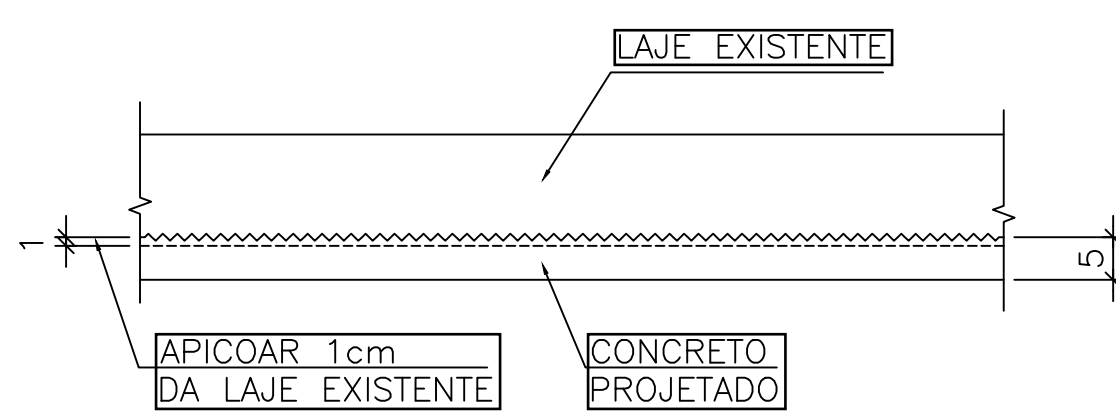 LAJE EXISTENTE
1
5
APICOAR 1cm
DA LAJE EXISTENTE
CONCRETO
PROJETADO